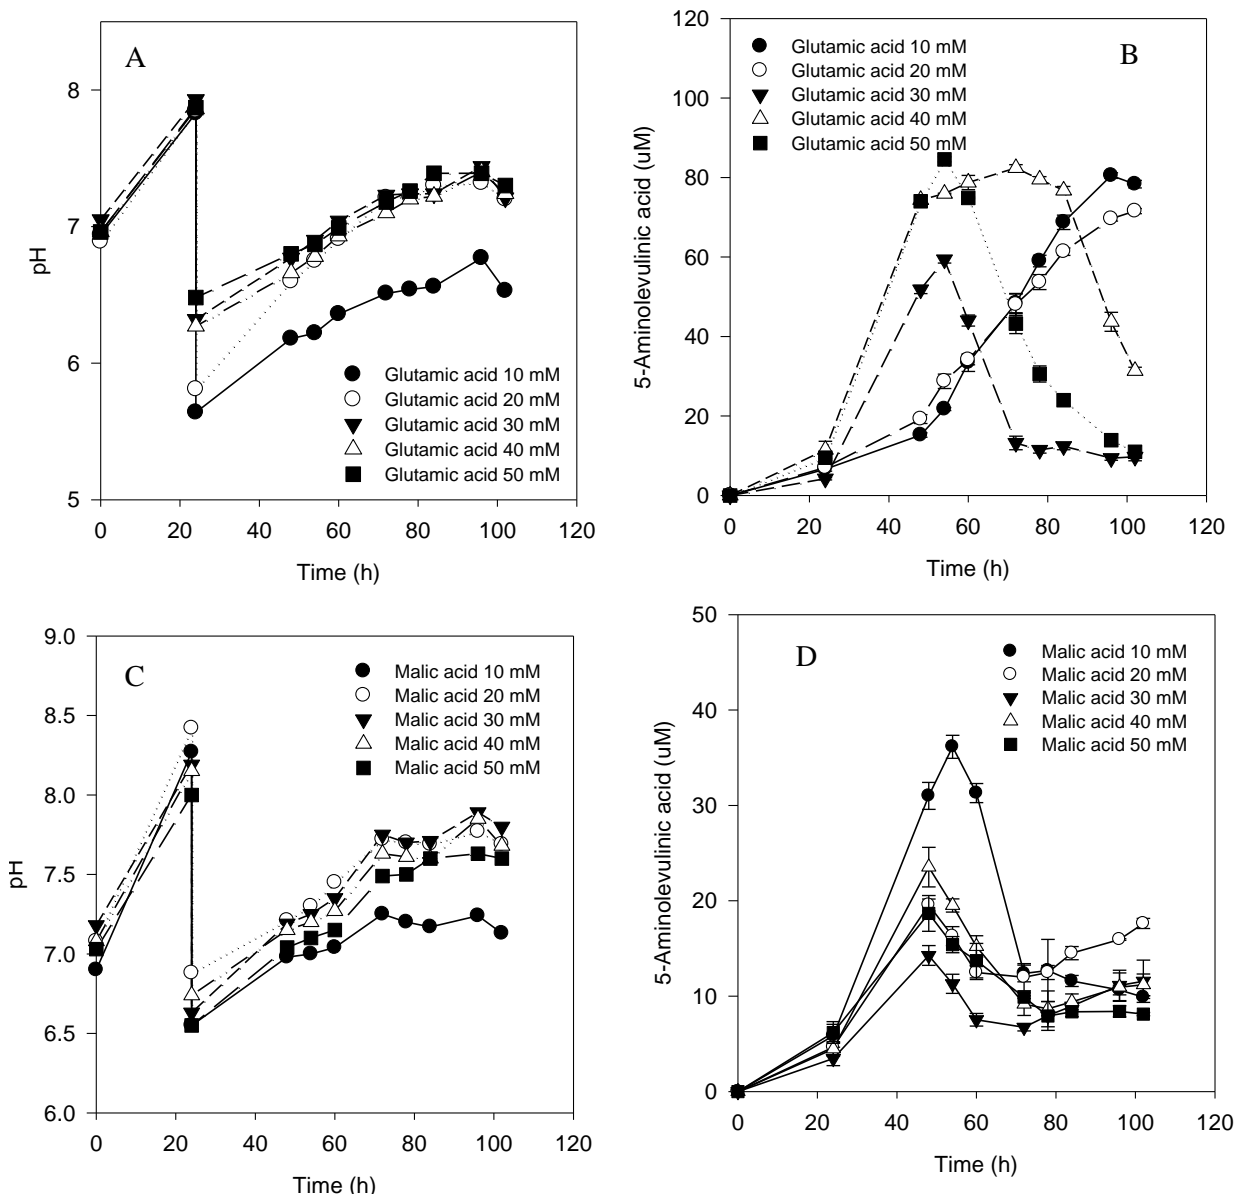 A
8
7
6
5
pH
Glutamic acid 10 mM
Glutamic acid 20 mM
Glutamic acid 30 mM
Glutamic acid 40 mM
Glutamic acid 50 mM
0 20 40 60 80 100 120
Time (h)
B
120
100
80
60
40
20
0
5-Aminolevulinic acid (uM)
Glutamic acid 10 mM
Glutamic acid 20 mM
Glutamic acid 30 mM
Glutamic acid 40 mM
Glutamic acid 50 mM
0 20 40 60 80 100 120
Time (h)
C
9.0
8.5
8.0
7.5
7.0
6.5
6.0
pH
Malic acid 10 mM
Malic acid 20 mM
Malic acid 30 mM
Malic acid 40 mM
Malic acid 50 mM
0 20 40 60 80 100 120
Time (h)
D
50
40
30
20
10
0
5-Aminolevulinic acid (uM)
Malic acid 10 mM
Malic acid 20 mM
Malic acid 30 mM
Malic acid 40 mM
Malic acid 50 mM
0 20 40 60 80 100 120
Time (h)